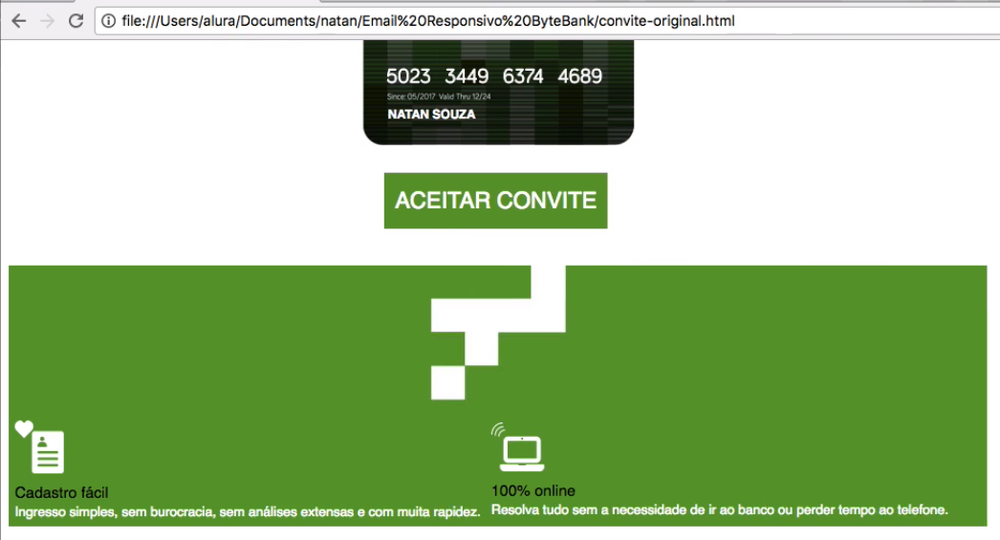 file:///Users/alura/Documents/natan/Email%20Responsivo%20ByteBank/convite-original.html
5023 3449 6374 4689
Since: 05/2017 Valid Thru 12/24
NATAN SOUZA
ACEITAR CONVITE
Cadastro fácil
Ingresso simples, sem burocracia, sem análises extensas e com muita rapidez.
100% online
Resolva tudo sem a necessidade de ir ao banco ou perder tempo ao telefone.